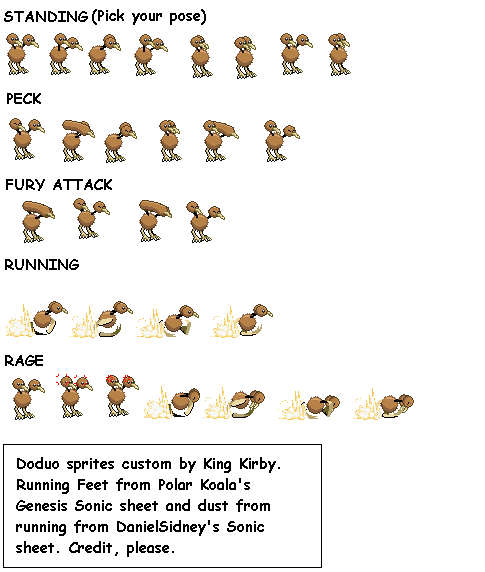 STANDING (Pick your pose)
PECK
FURY ATTACK
RUNNING
RAGE
Doduo sprites custom by King Kirby.
Running Feet from Polar Koala's
Genesis Sonic sheet and dust from
running from DanielSidney's Sonic
sheet. Credit, please.